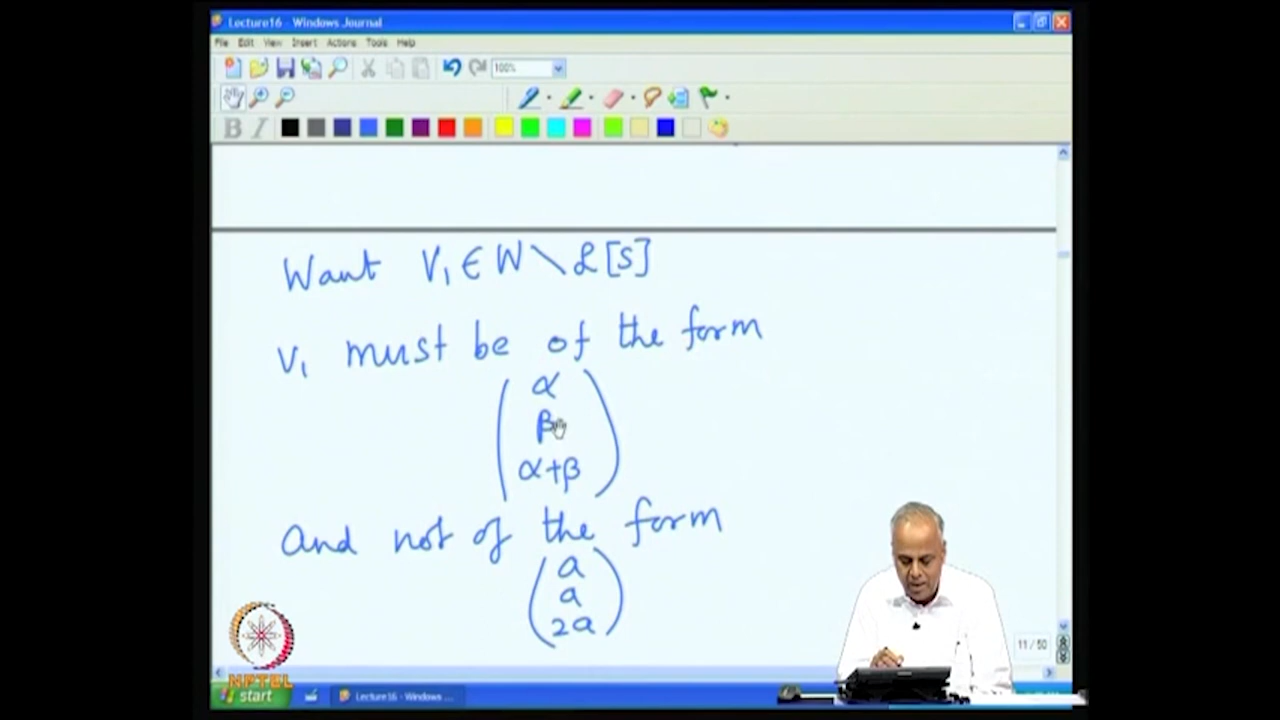 Lecture16 - Windows Journal
File Edit View Insert Actions Tools Help
100%
B I
Want V₁ ∈ W \ ℒ[S]
V₁ must be of the form
α
β
α+β
And not of the form
a
a
2a
11 / 50
NPTEL
start Lecture16 - Windows ...